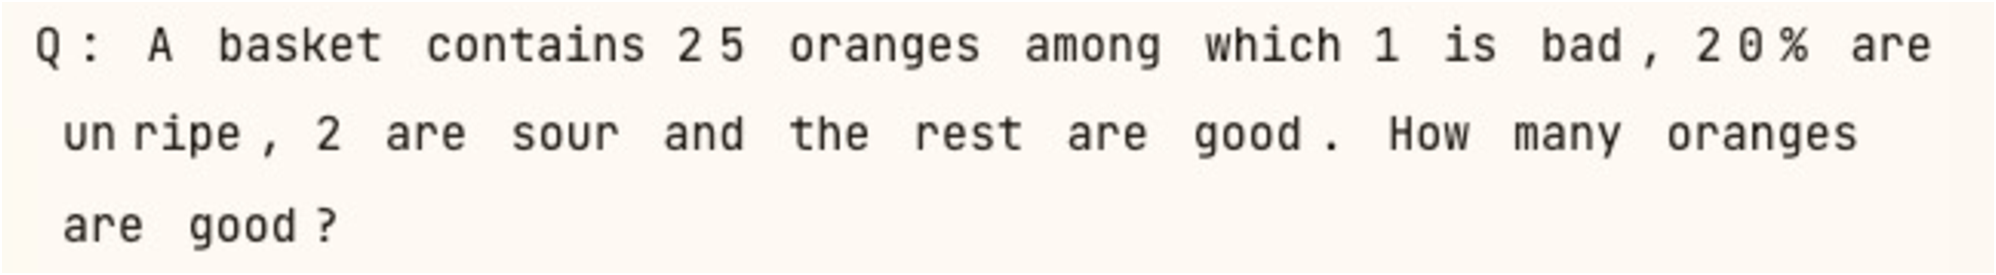 Q: A basket contains 25 oranges among which 1 is bad, 20% are
unripe, 2 are sour and the rest are good. How many oranges
are good?